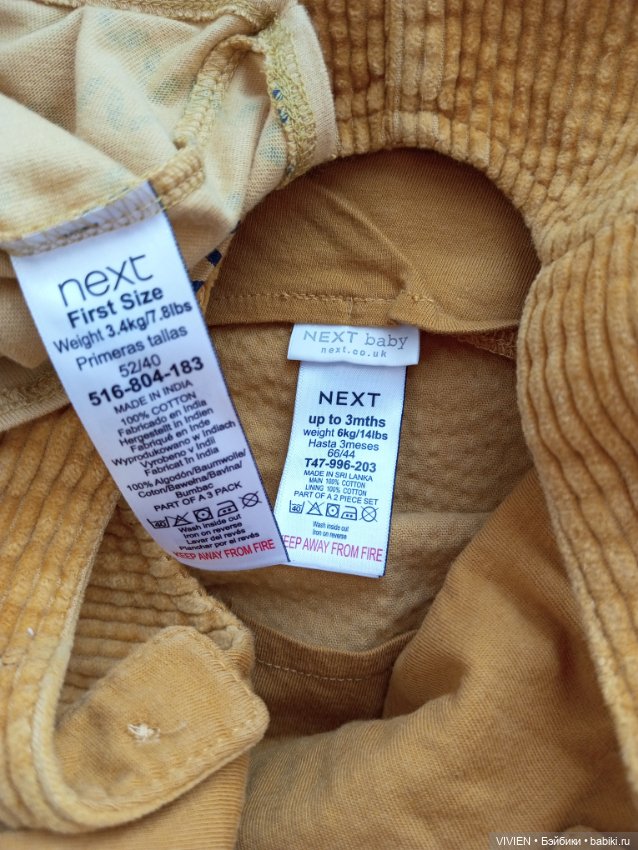 next
First Size
Weight 3.4kg/7.8lbs
Primeras tallas
52/40
516-804-183
MADE IN INDIA
100% COTTON
Fabricado en India
Hergestellt in Indien
Fabriqué en Inde
Wyprodukowano w Indiach
Vyrobeno v Indii
Fabricat în India
100% Algodón/Baumwolle/
Coton/Bawełna/Bavlna/
Bumbac
PART OF A 3 PACK
40
Wash inside out
Iron on reverse
Lavar del revés
Planchar por el revés
KEEP AWAY FROM FIRE
NEXT baby
next.co.uk
NEXT
up to 3mths
weight 6kg/14lbs
Hasta 3meses
66/44
T47-996-203
MADE IN SRI LANKA
MAIN 100% COTTON
LINING 100% COTTON
PART OF A 2 PIECE SET
40
Wash inside out
Iron on reverse
KEEP AWAY FROM FIRE
VIVIEN • Бэйбики • babiki.ru